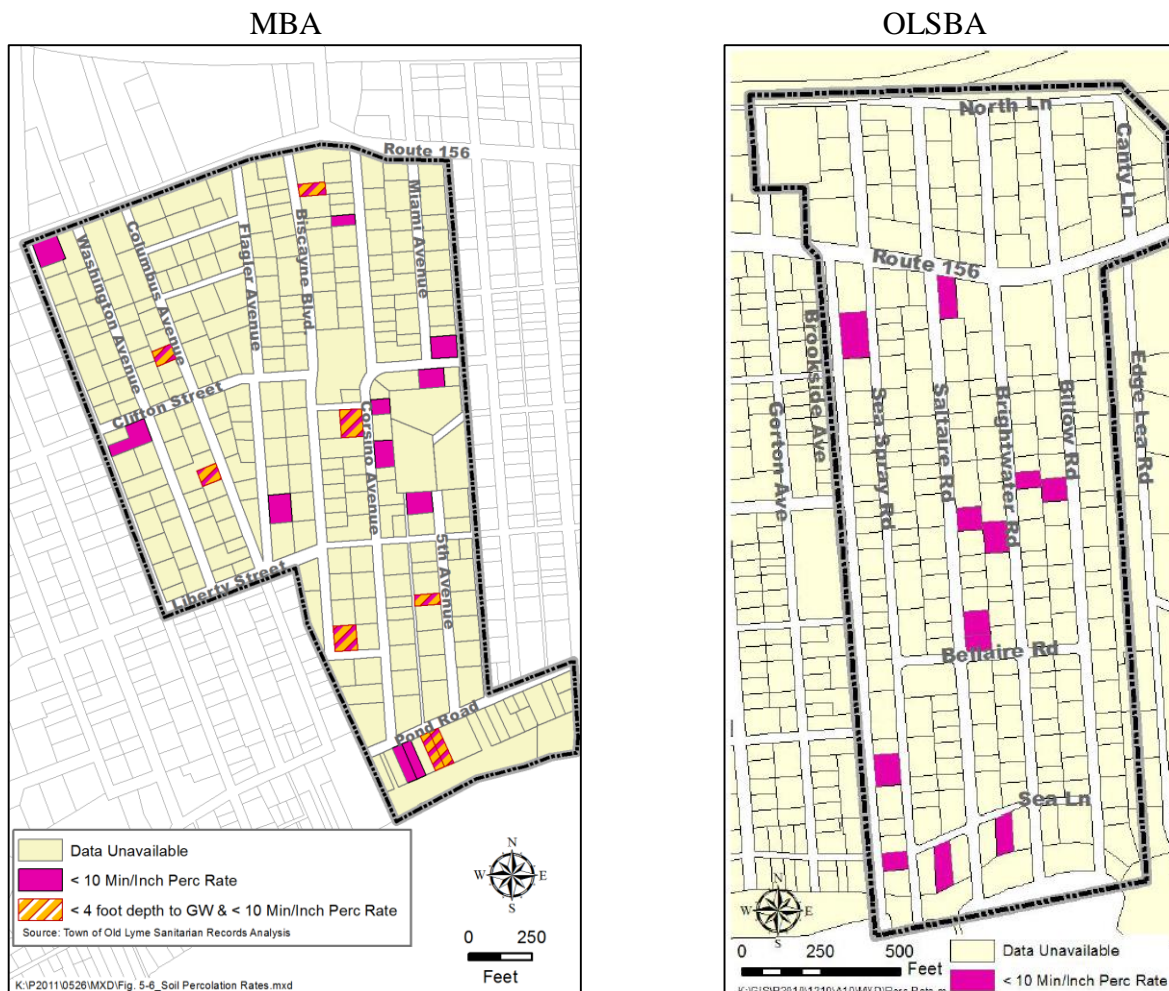 MBA
Route 156
Miami Avenue
Biscayne Blvd
Flagler Avenue
Columbus Avenue
Washington Avenue
Clifton Street
Corsino Avenue
5th Avenue
Liberty Street
Pond Road
Data Unavailable
< 10 Min/Inch Perc Rate
< 4 foot depth to GW & < 10 Min/Inch Perc Rate
Source: Town of Old Lyme Sanitarian Records Analysis
N
W E
S
0 250
Feet
K:\P2011\0526\MXD\Fig. 5-6_Soil Percolation Rates.mxd
OLSBA
North Ln
Canty Ln
Route 156
Brookside Ave
Gorton Ave
Sea Spray Rd
Saltaire Rd
Brightwater Rd
Billow Rd
Edge Lea Rd
Bellaire Rd
Sea Ln
N
W E
S
0 250 500
Feet
Data Unavailable
< 10 Min/Inch Perc Rate